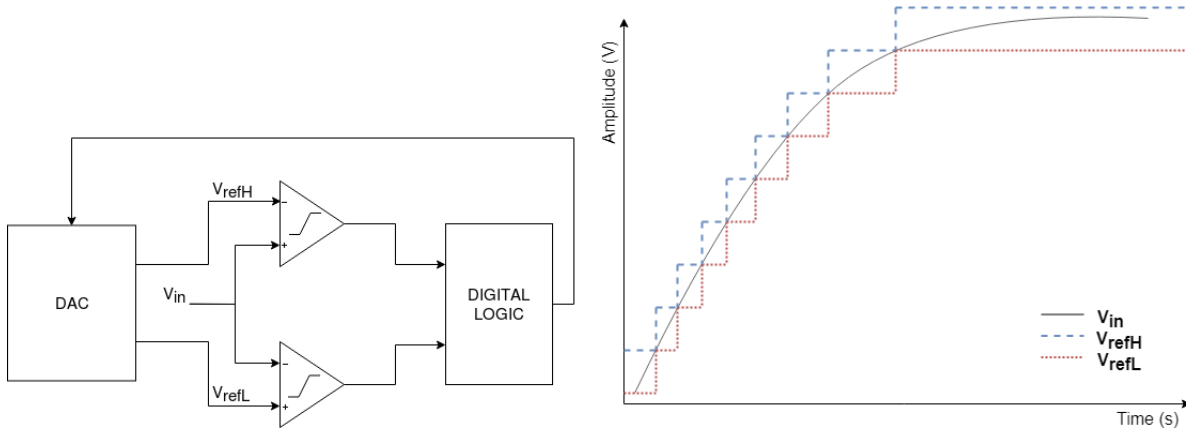 DAC
VrefH
-
+
Vin
-
VrefL
+
DIGITAL
LOGIC
Amplitude (V)
Vin
VrefH
VrefL
Time (s)